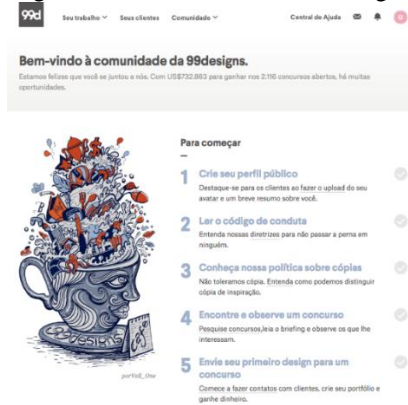 99d Seu trabalho Seus clientes Comunidade Central de Ajuda
Bem-vindo à comunidade da 99designs.
Estamos felizes que você se juntou a nós. Com US$732.883 para ganhar nos 2.116 concursos abertos, há muitas
oportunidades.
Para começar
1 Crie seu perfil público
Destaque-se para os clientes ao fazer o upload do seu
avatar e um breve resumo sobre você.
2 Ler o código de conduta
Entenda nossas diretrizes para não passar a perna em
ninguém.
3 Conheça nossa política sobre cópias
Não toleramos cópia. Entenda como podemos distinguir
cópia de inspiração.
4 Encontre e observe um concurso
Pesquise concursos,leia o briefing e observe os que lhe
interessam.
5 Envie seu primeiro design para um
concurso
Comece a fazer contatos com clientes, crie seu portfólio e
ganhe dinheiro.
99designs